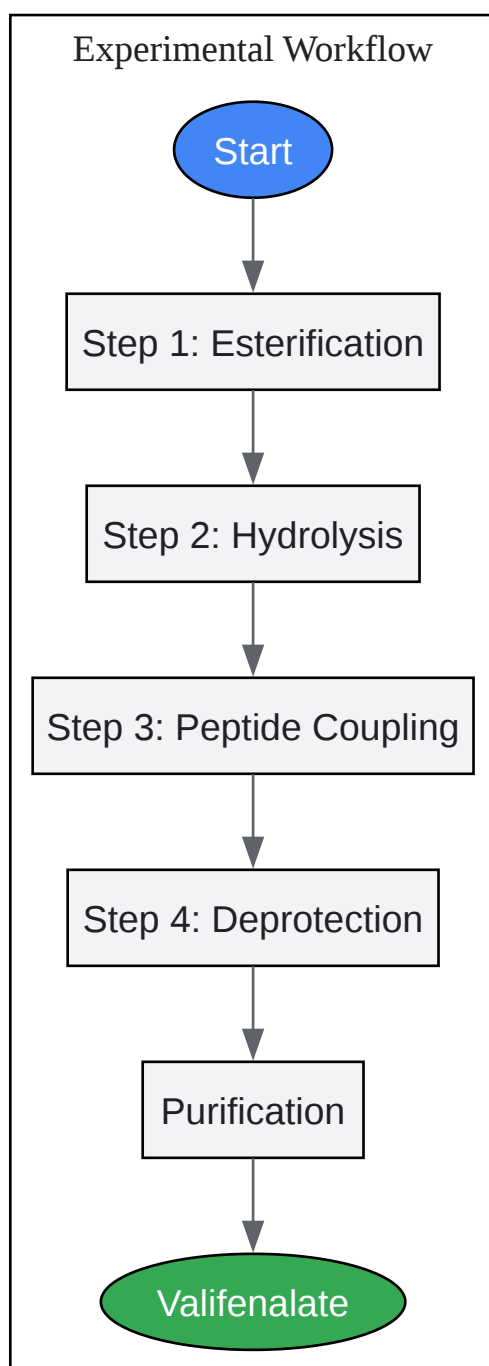 Experimental Workflow
Start
Step 1: Esterification
Step 2: Hydrolysis
Step 3: Peptide Coupling
Step 4: Deprotection
Purification
Valifenalate